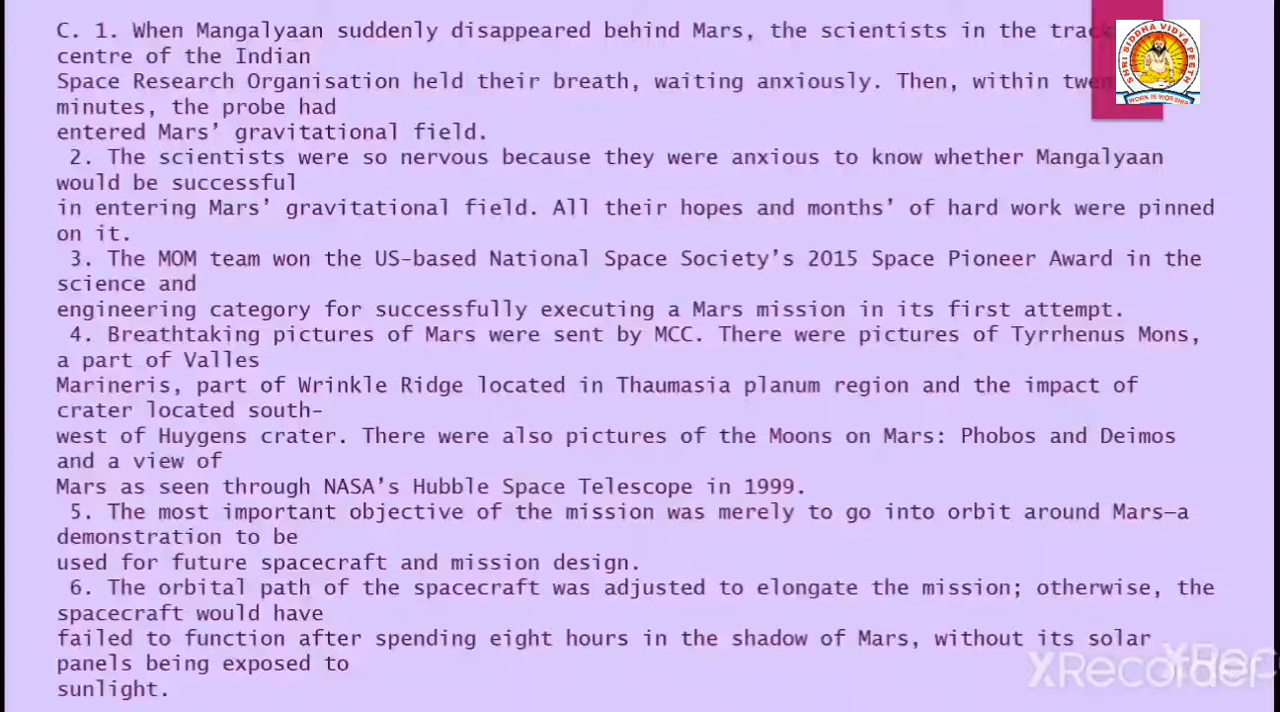 C. 1. When Mangalyaan suddenly disappeared behind Mars, the scientists in the track
centre of the Indian
Space Research Organisation held their breath, waiting anxiously. Then, within
minutes, the probe had
entered Mars’ gravitational field.
2. The scientists were so nervous because they were anxious to know whether Mangalyaan
would be successful
in entering Mars’ gravitational field. All their hopes and months’ of hard work were pinned
on it.
3. The MOM team won the US-based National Space Society’s 2015 Space Pioneer Award in the
science and
engineering category for successfully executing a Mars mission in its first attempt.
4. Breathtaking pictures of Mars were sent by MCC. There were pictures of Tyrrhenus Mons,
a part of Valles
Marineris, part of Wrinkle Ridge located in Thaumasia planum region and the impact of
crater located south-
west of Huygens crater. There were also pictures of the Moons on Mars: Phobos and Deimos
and a view of
Mars as seen through NASA’s Hubble Space Telescope in 1999.
5. The most important objective of the mission was merely to go into orbit around Mars—a
demonstration to be
used for future spacecraft and mission design.
6. The orbital path of the spacecraft was adjusted to elongate the mission; otherwise, the
spacecraft would have
failed to function after spending eight hours in the shadow of Mars, without its solar
panels being exposed to
sunlight.
SHRI SIDDHA VIDYA PEETH
WORK IS WORSHIP
XRecorder